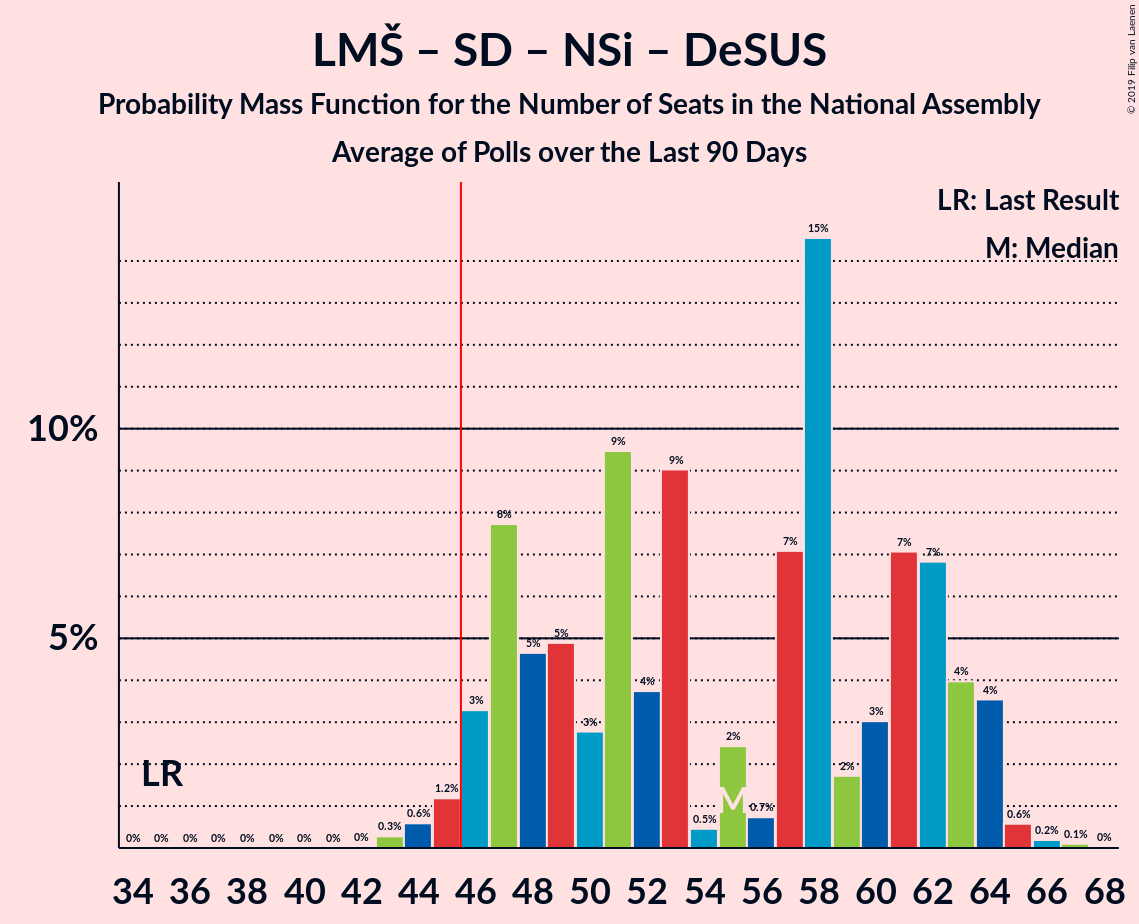 LMŠ – SD – NSi – DeSUS
Probability Mass Function for the Number of Seats in the National Assembly
Average of Polls over the Last 90 Days
© 2019 Filip van Laenen
LR: Last Result
M: Median
15%
10%
9%
9%
8%
7%
7%
7%
5%
5%
5%
4%
4%
4%
3%
3%
3%
2%
2%
LR
M
0% 0% 0% 0% 0% 0% 0% 0% 0% 0.3% 0.6% 1.2% 0.5% 0.7% 0.6% 0.2% 0.1% 0%
34 36 38 40 42 44 46 48 50 52 54 56 58 60 62 64 66 68